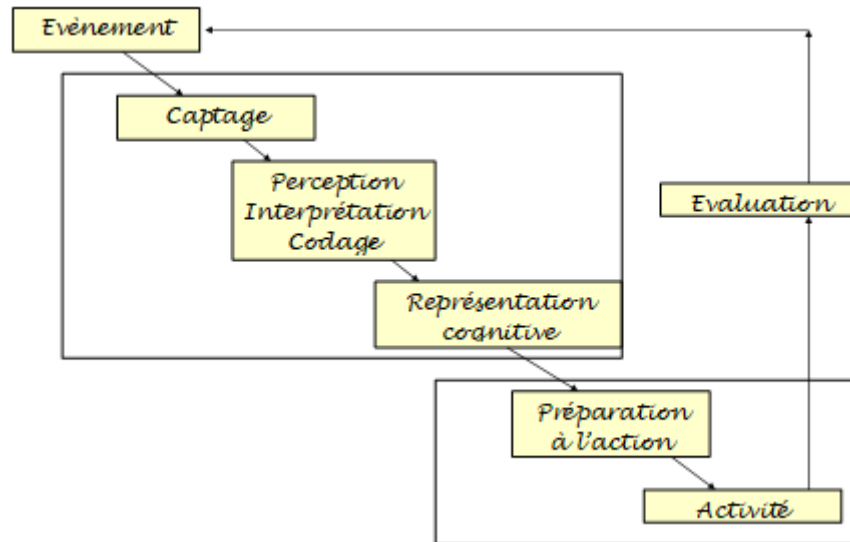 Evènement
Captage
Perception
Interprétation
Codage
Evaluation
Représentation
cognitive
Préparation
à l'action
Activité